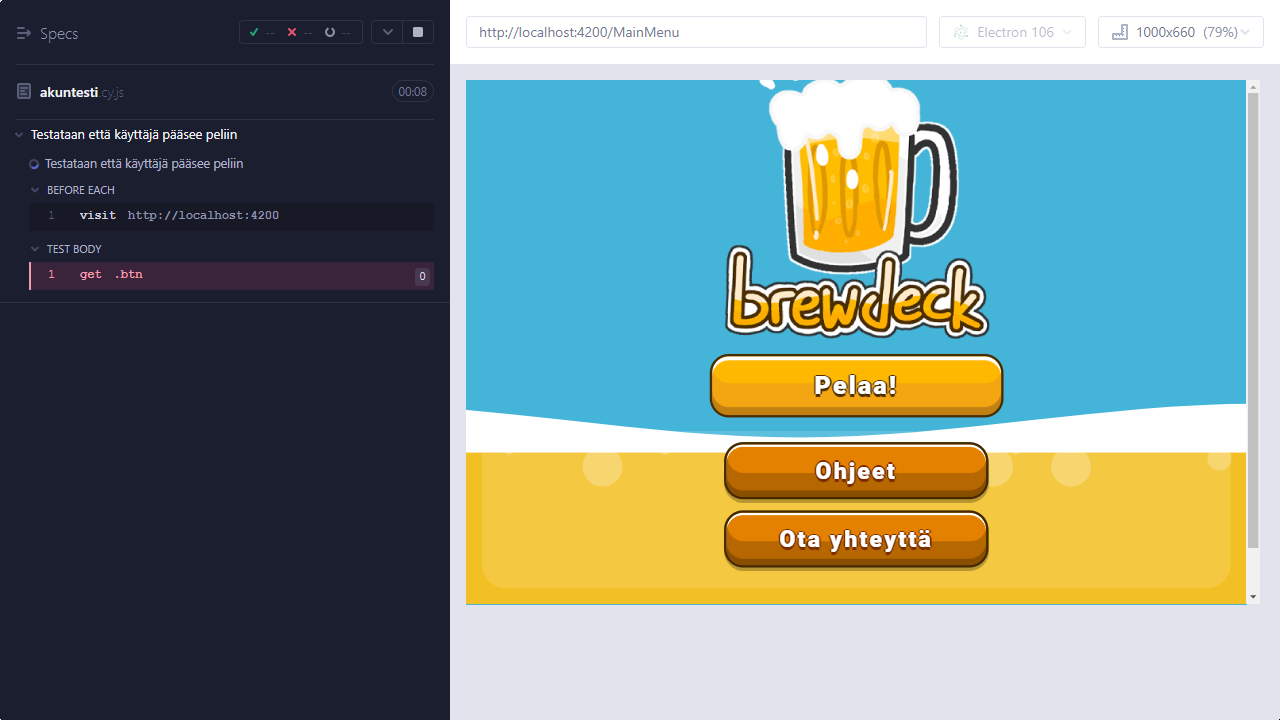 Specs
-- -- --
akuntesti.cy.js 00:08
Testataan että käyttäjä pääsee peliin
Testataan että käyttäjä pääsee peliin
BEFORE EACH
1 visit http://localhost:4200
TEST BODY
1 get .btn 0
http://localhost:4200/MainMenu
Electron 106
1000x660 (79%)
brewdeck
Pelaa!
Ohjeet
Ota yhteyttä